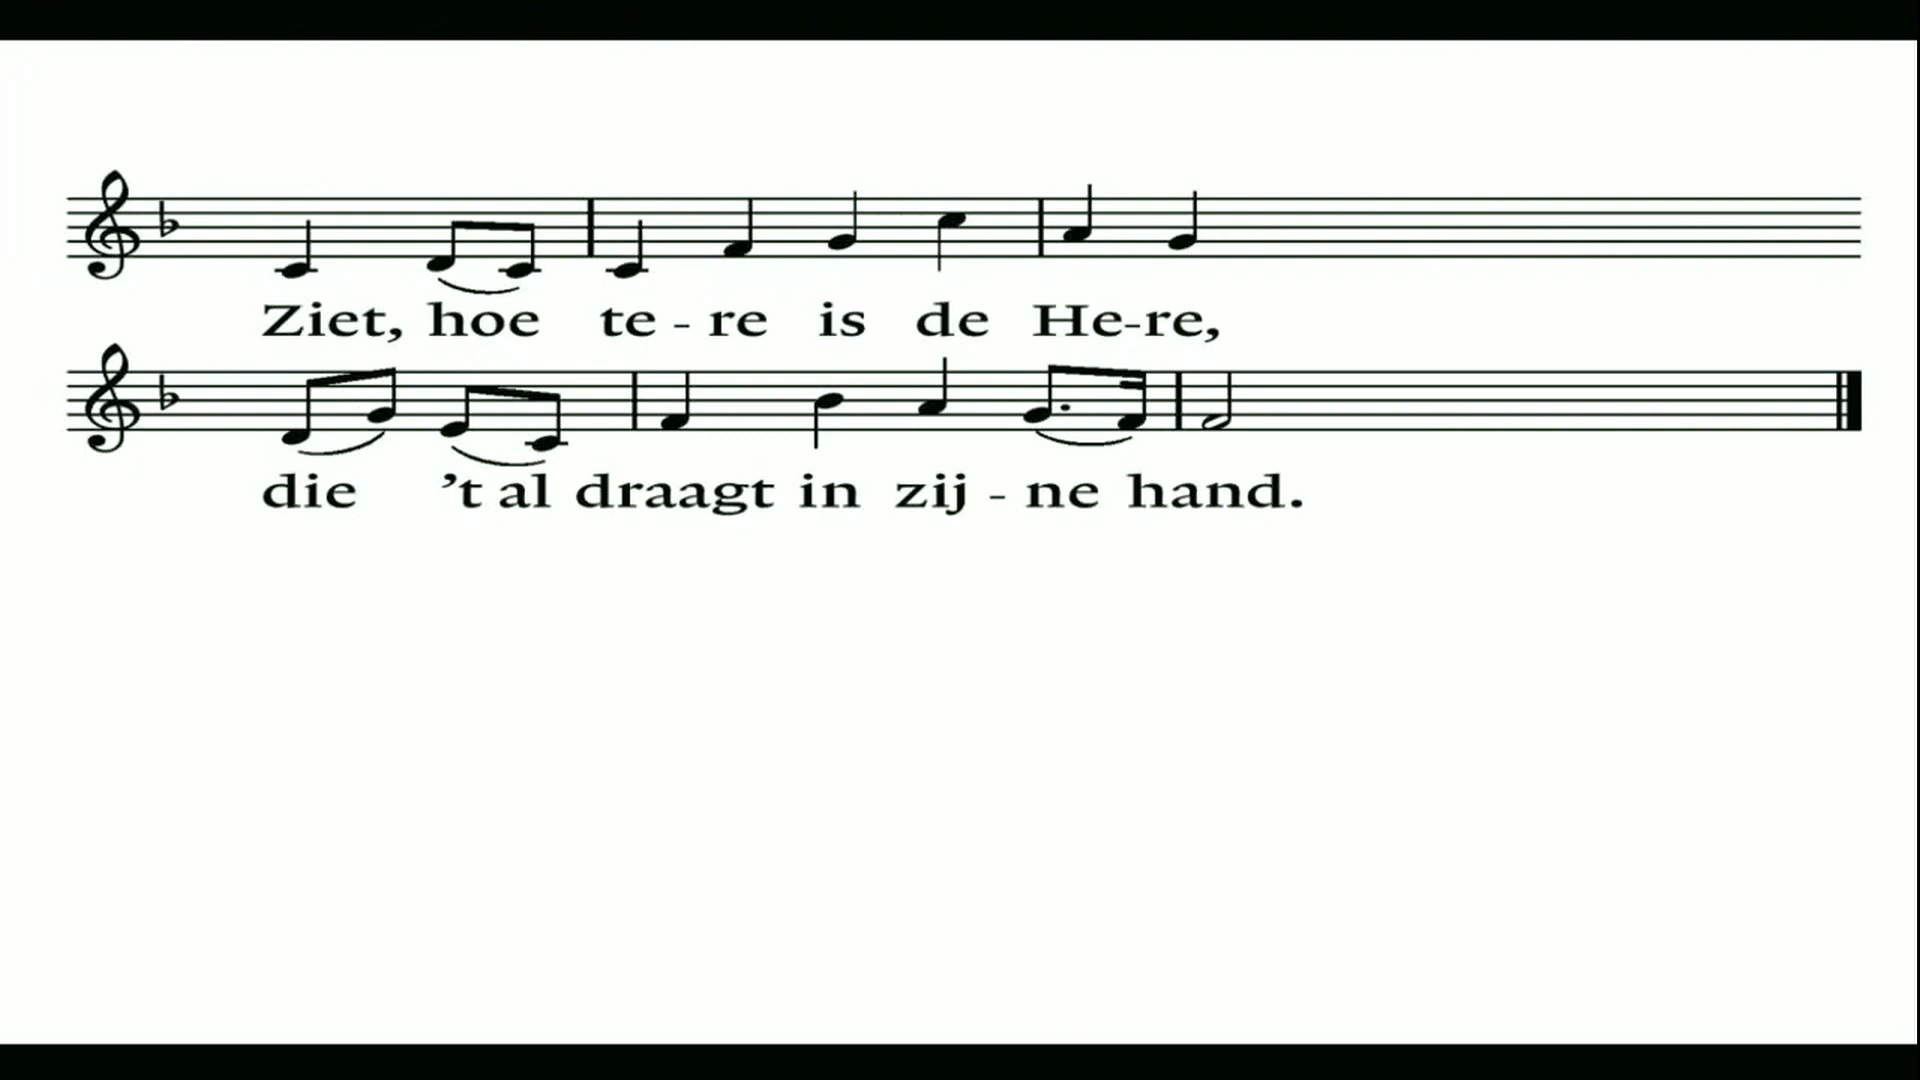 Ziet, hoe te - re is de He-re,
die ’t al draagt in zij - ne hand.